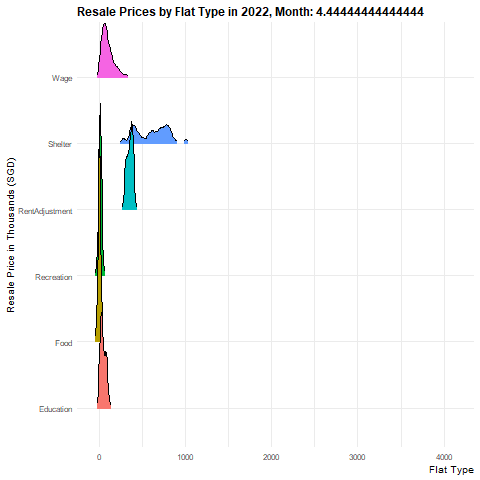 Resale Prices by Flat Type in 2022, Month: 4.44444444444444
Resale Price in Thousands (SGD)
Wage
Shelter
RentAdjustment
Recreation
Food
Education
0 1000 2000 3000 4000
Flat Type